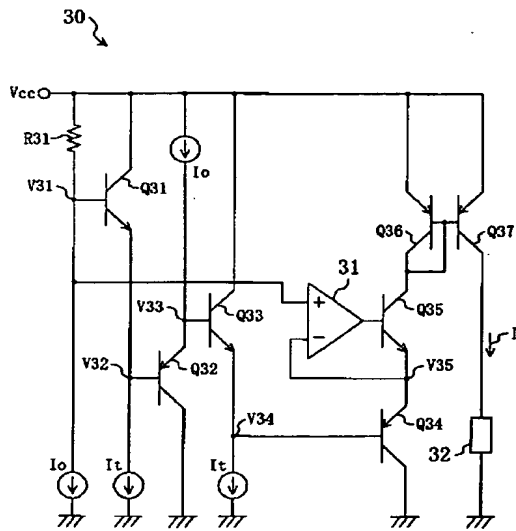 30
Vcc
R31
V31
Q31
Io
Q36
Q37
31
+
−
Q35
V33
Q33
V32
Q32
V35
I
V34
Q34
32
Io
It
It